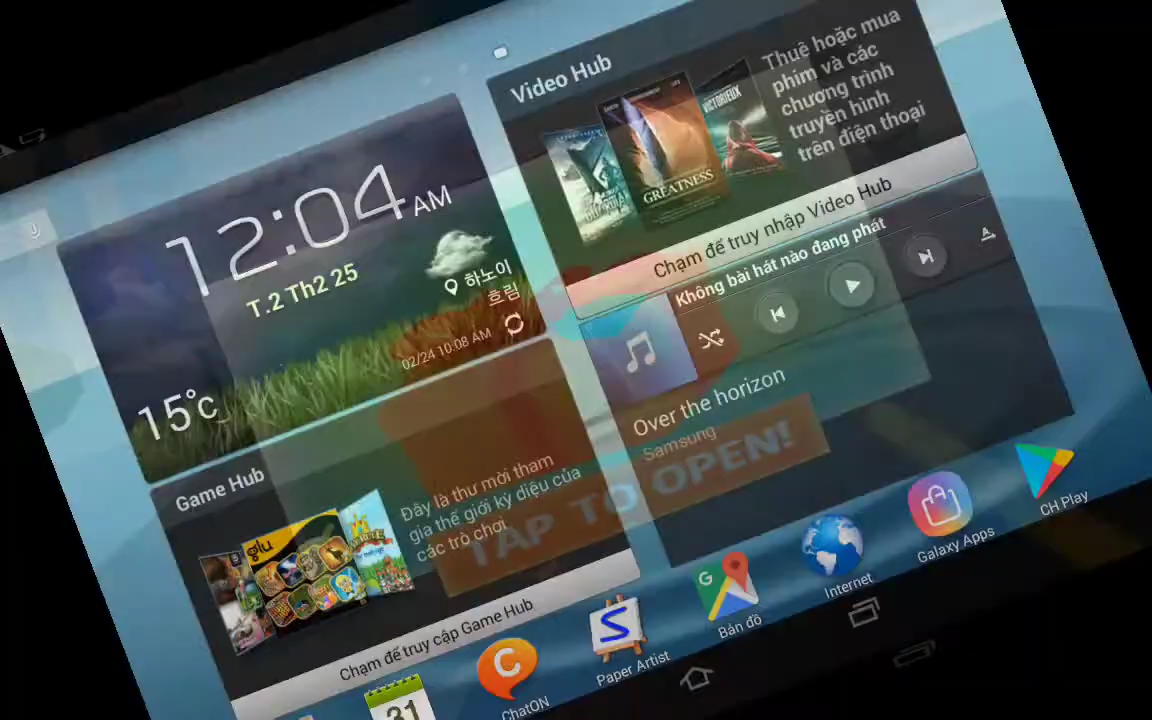 12:04 AM
T.2 Th2 25
하노이
흐림
02/24 10:08 AM
15°c
Video Hub
Thuê hoặc mua
phim và các
chương trình
truyền hình
trên điện thoại
GREATNESS
VICTORIEUX
Chạm để truy nhập Video Hub
Không bài hát nào đang phát
A
Over the horizon
Samsung
Game Hub
glu
Đây là thư mời tham
gia thế giới kỳ diệu của
các trò chơi.
Chạm để truy cập Game Hub
TAP TO OPEN!
31
ChatON
Paper Artist
G
Bản đồ
Internet
Galaxy Apps
CH Play